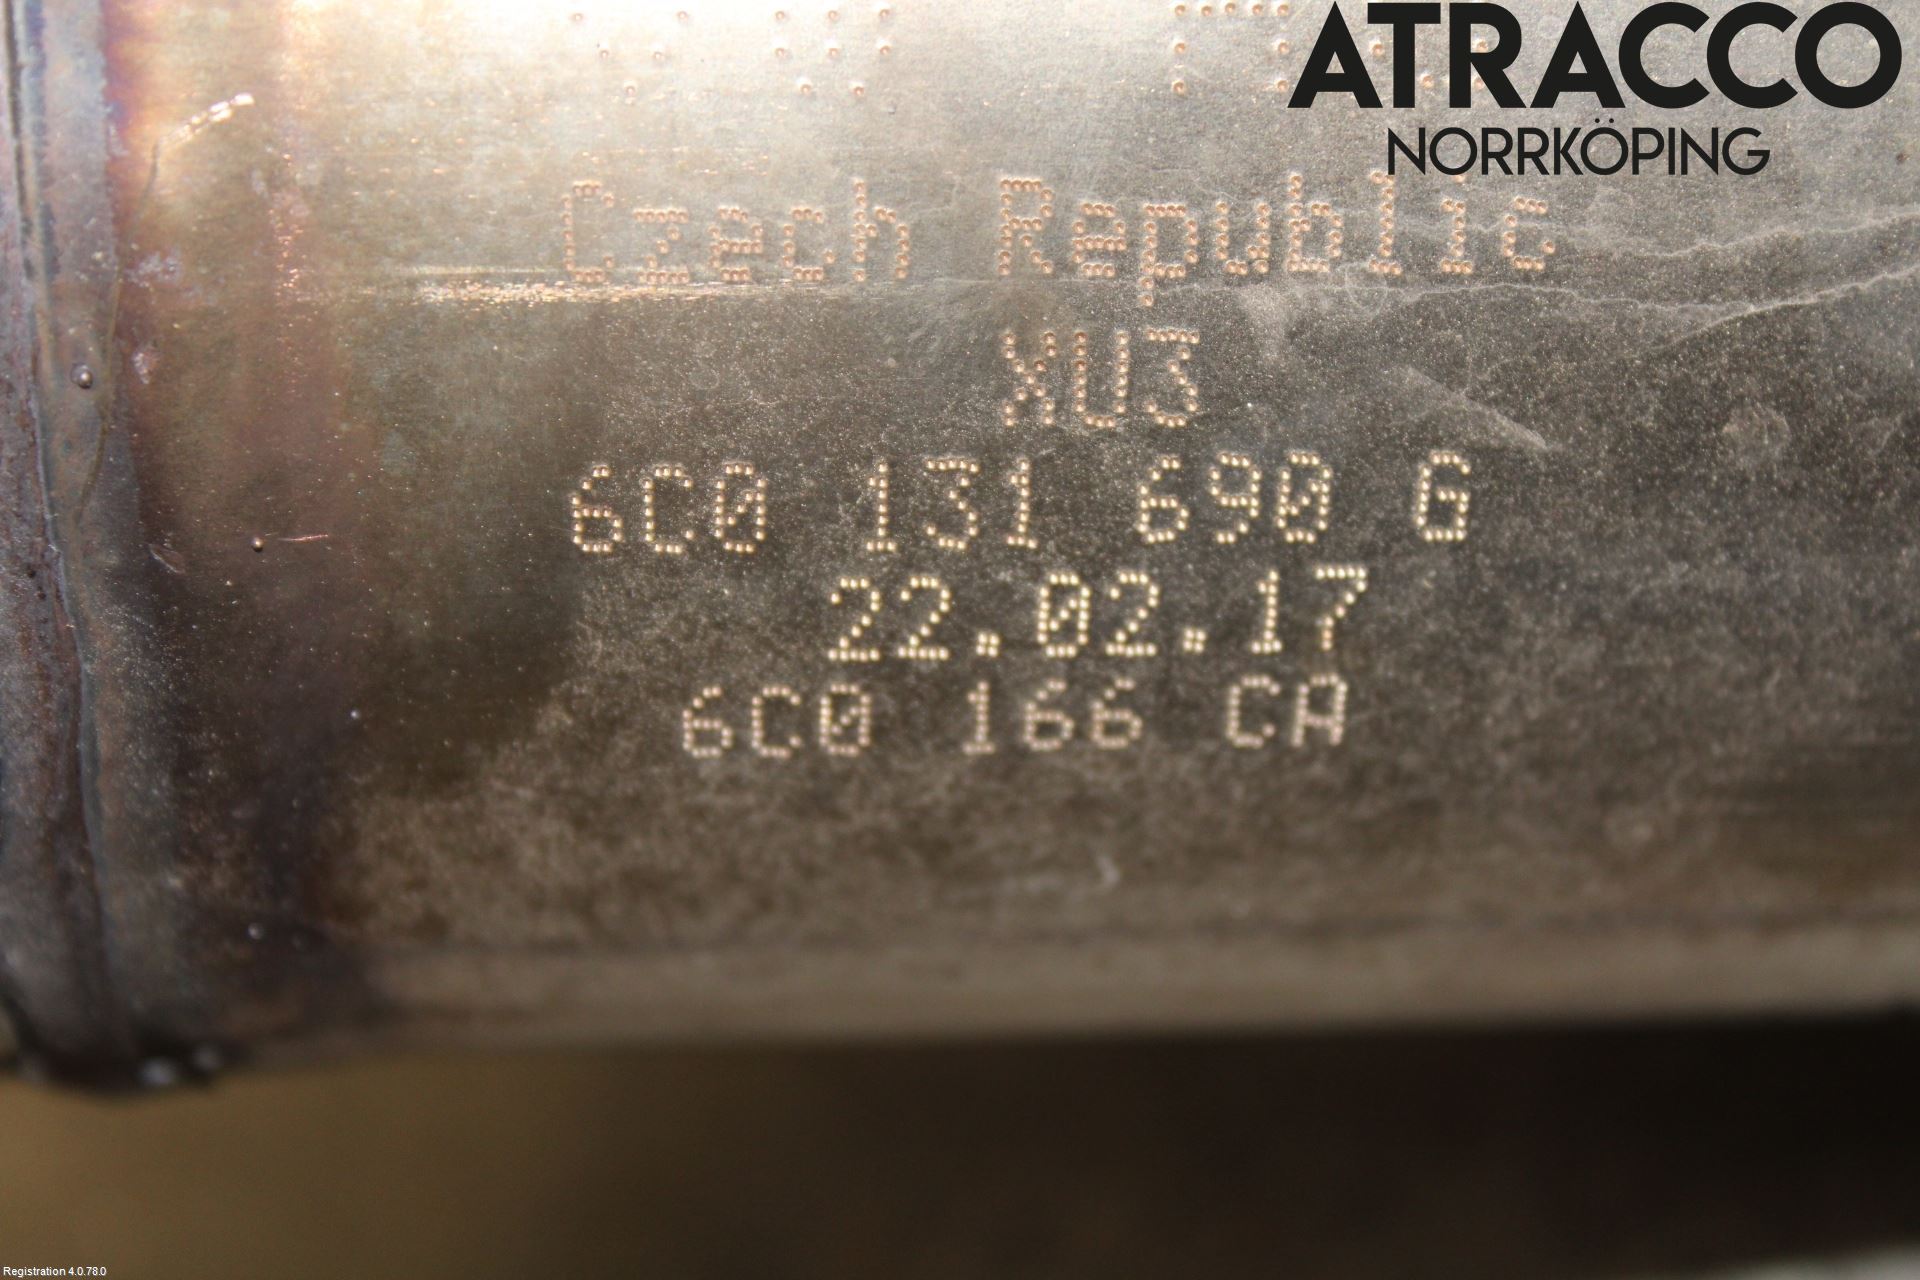 ATRACCO
NORRKÖPING
Czech Republic
XU3
6C0 131 690 G
22.02.17
6C0 166 CA
Registration 4.0.78.0